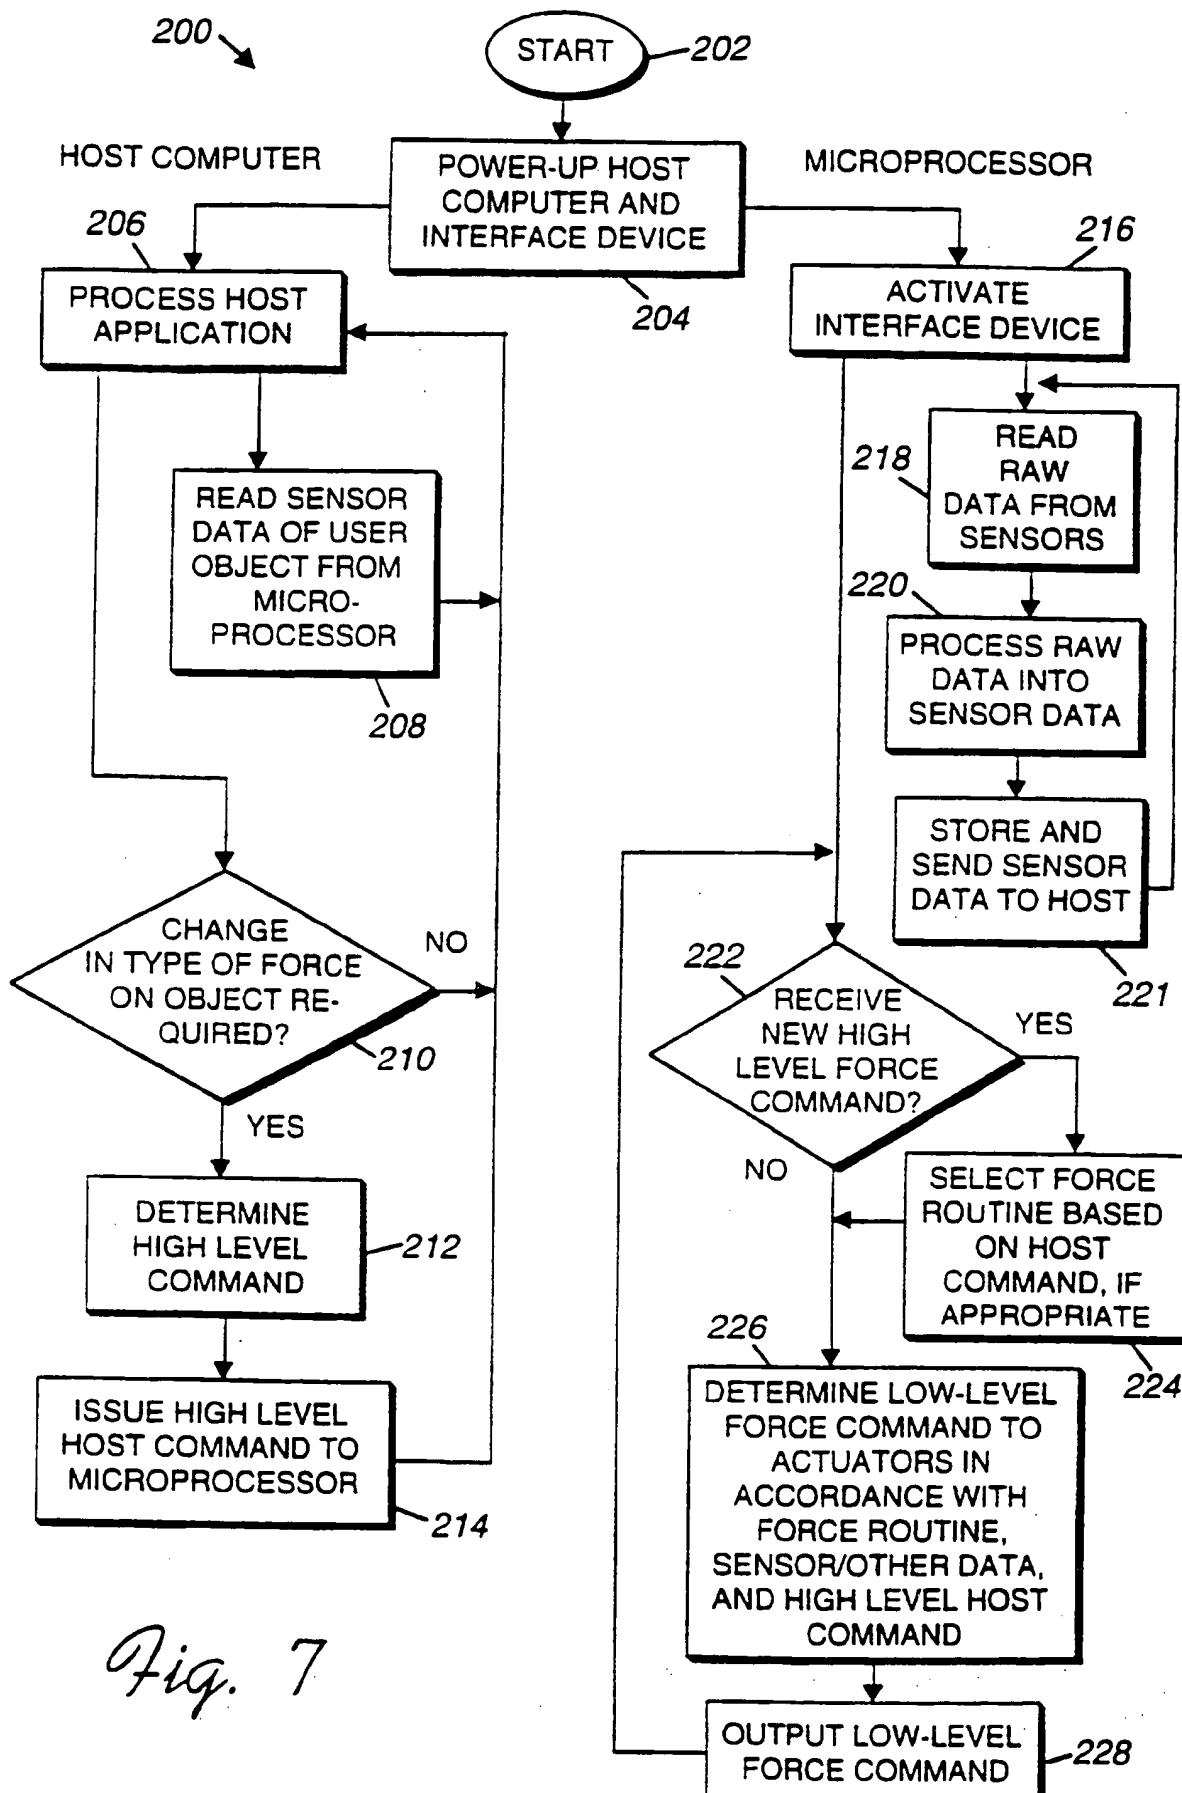 200
START
202
HOST COMPUTER
POWER-UP HOST
COMPUTER AND
INTERFACE DEVICE
204
MICROPROCESSOR
206
PROCESS HOST
APPLICATION
READ SENSOR
DATA OF USER
OBJECT FROM
MICRO-
PROCESSOR
208
CHANGE
IN TYPE OF FORCE
ON OBJECT RE-
QUIRED?
210
NO
YES
DETERMINE
HIGH LEVEL
COMMAND
212
ISSUE HIGH LEVEL
HOST COMMAND TO
MICROPROCESSOR
214
216
ACTIVATE
INTERFACE DEVICE
218
READ
RAW
DATA FROM
SENSORS
220
PROCESS RAW
DATA INTO
SENSOR DATA
STORE AND
SEND SENSOR
DATA TO HOST
221
222
RECEIVE
NEW HIGH
LEVEL FORCE
COMMAND?
YES
NO
SELECT FORCE
ROUTINE BASED
ON HOST
COMMAND, IF
APPROPRIATE
224
226
DETERMINE LOW-LEVEL
FORCE COMMAND TO
ACTUATORS IN
ACCORDANCE WITH
FORCE ROUTINE,
SENSOR/OTHER DATA,
AND HIGH LEVEL HOST
COMMAND
OUTPUT LOW-LEVEL
FORCE COMMAND
228
Fig. 7